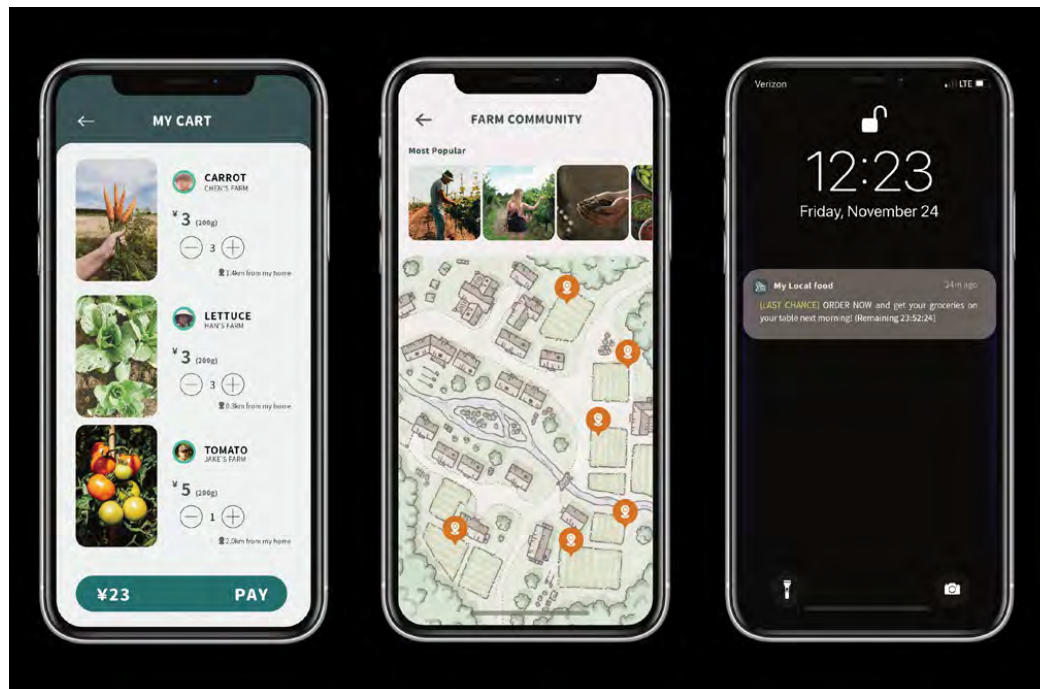 MY CART
CARROT
CHEN'S FARM
¥ 3 (200g)
3
1.4km from my home
LETTUCE
HAN'S FARM
¥ 3 (200g)
3
0.3km from my home
TOMATO
JAKE'S FARM
¥ 5 (200g)
1
2.0km from my home
¥23 PAY
FARM COMMUNITY
Most Popular
Verizon LTE
12:23
Friday, November 24
My Local food 24m ago
[LAST CHANCE] ORDER NOW and get your groceries on
your table next morning! (Remaining 23:52:24)